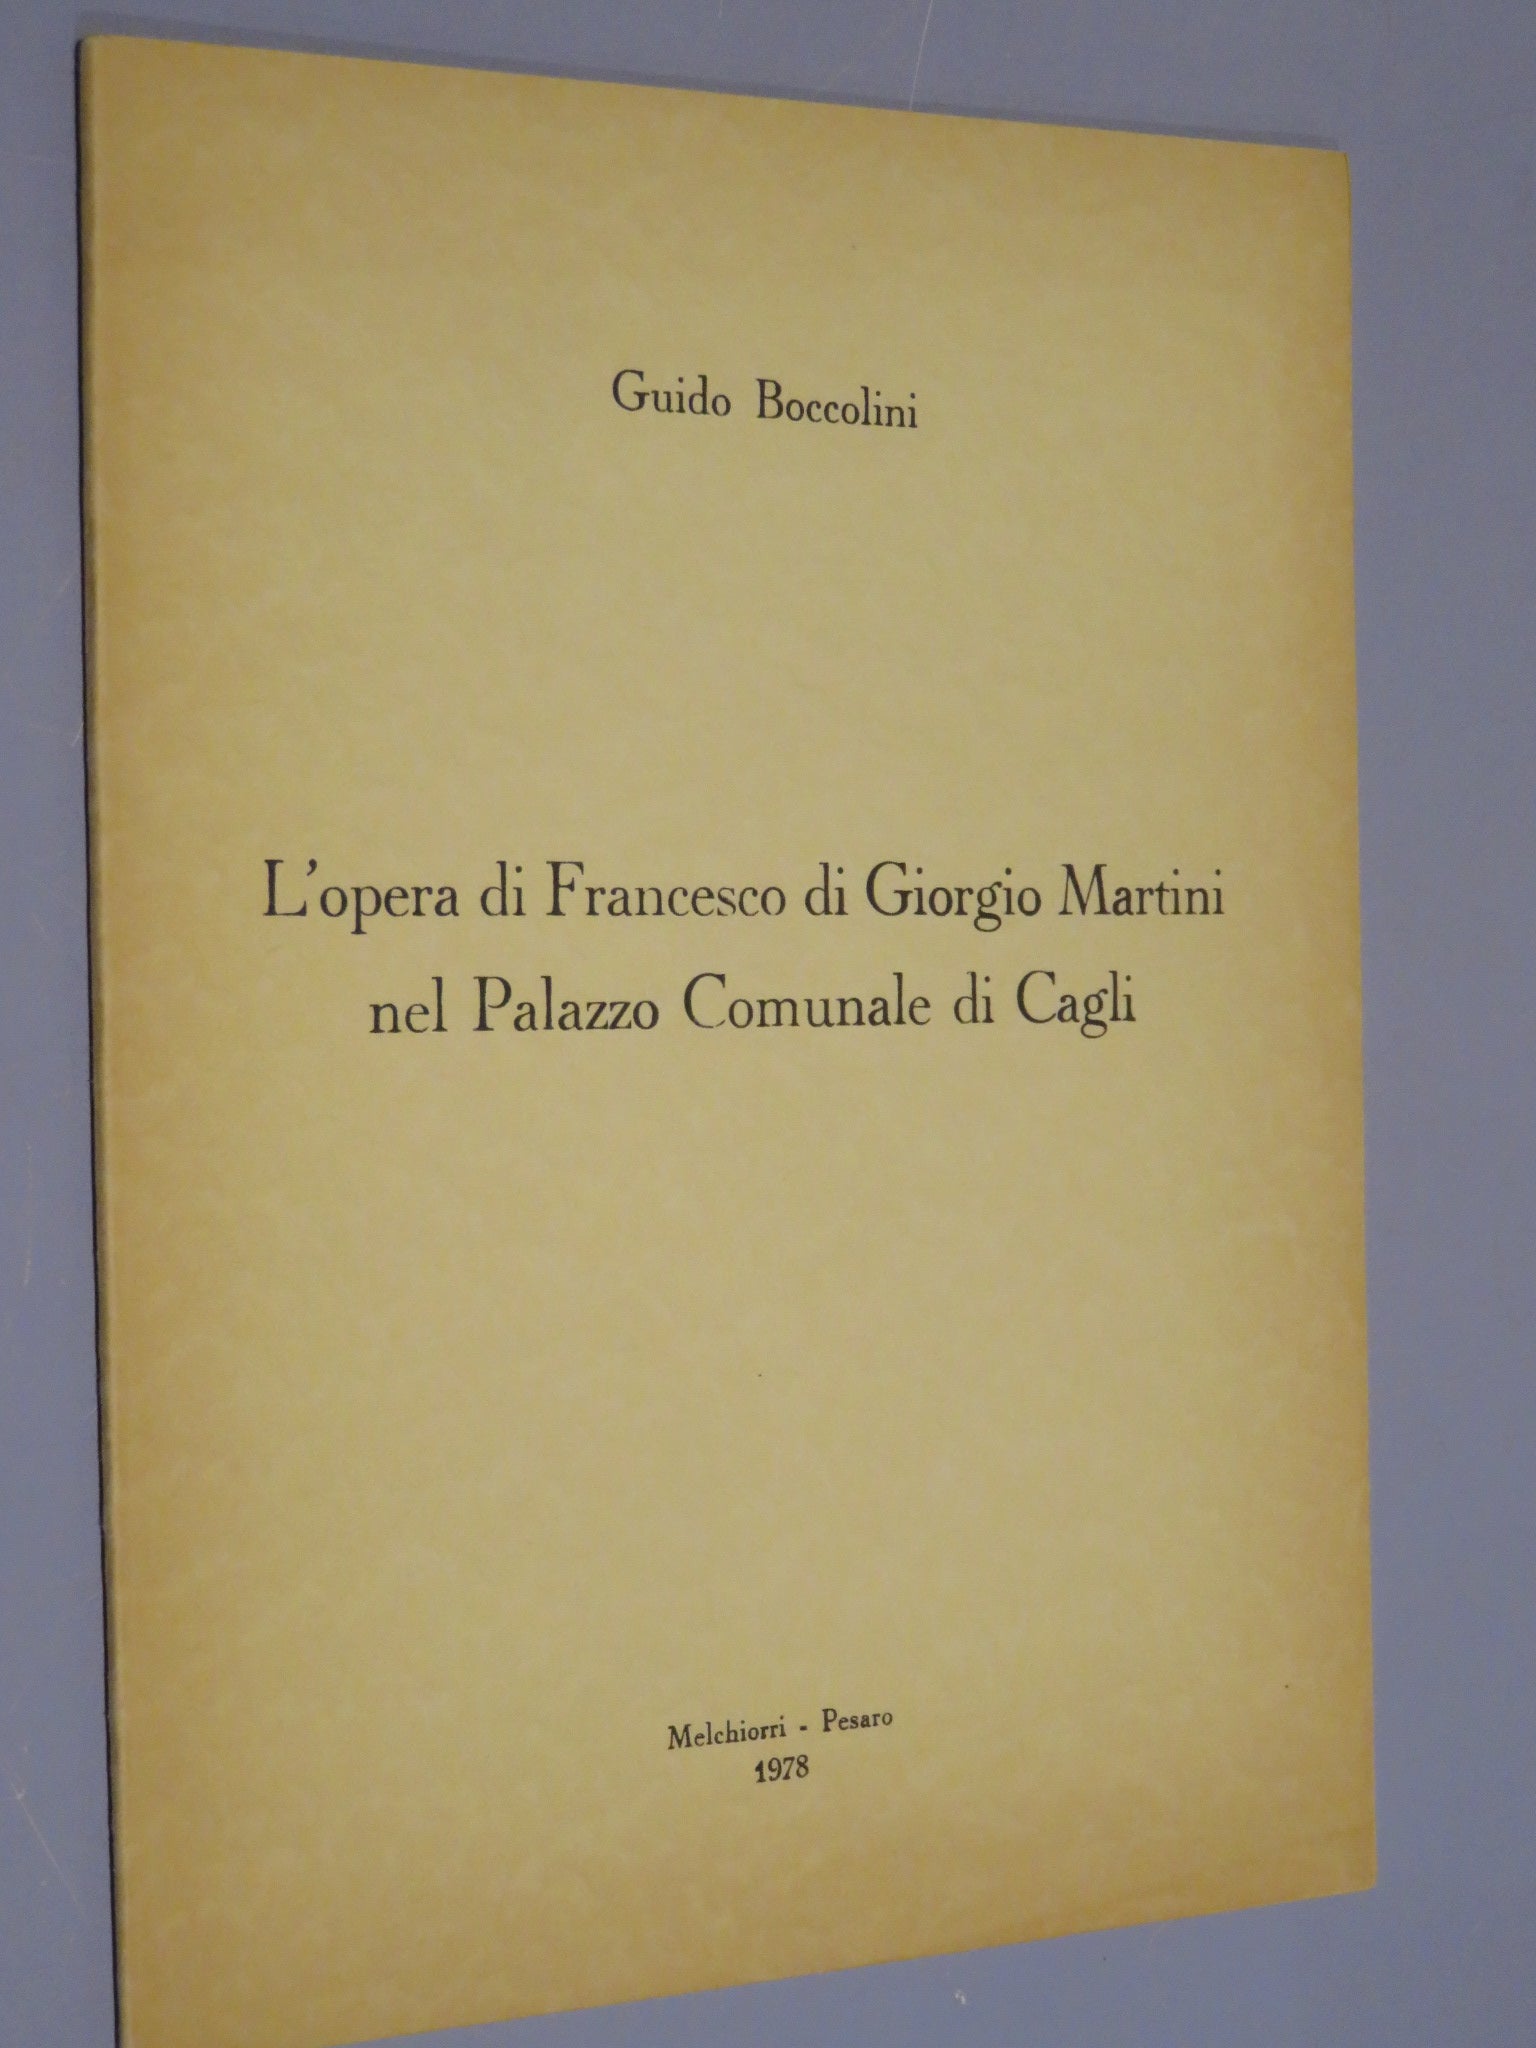 Guido Boccolini
L'opera di Francesco di Giorgio Martini
nel Palazzo Comunale di Cagli
Melchiorri - Pesaro
1978